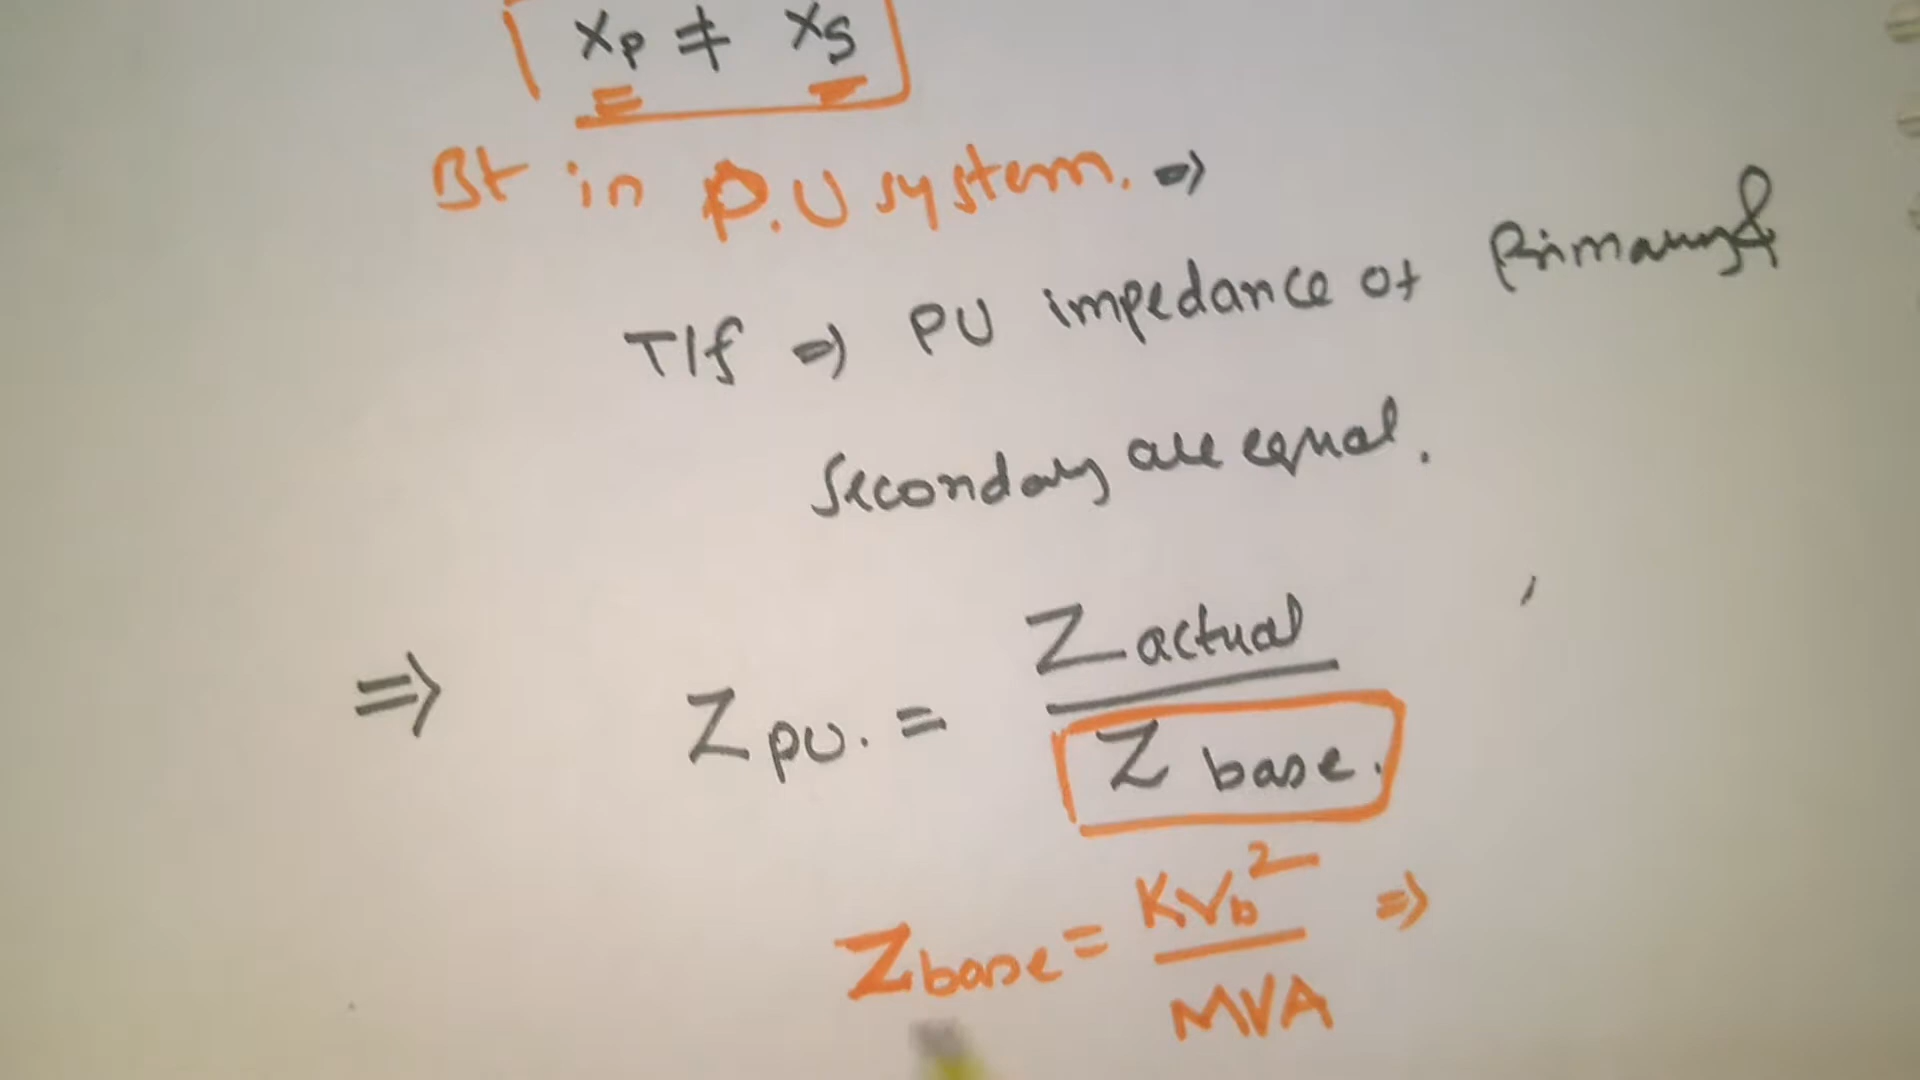 Xp ≠ Xs
Bt in P.U system. ⇒
T/f ⇒ PU impedance of Primary &
Secondary are equal.
⇒ Zpu. = Zactual / Zbase.
Zbase = KVb² / MVA ⇒